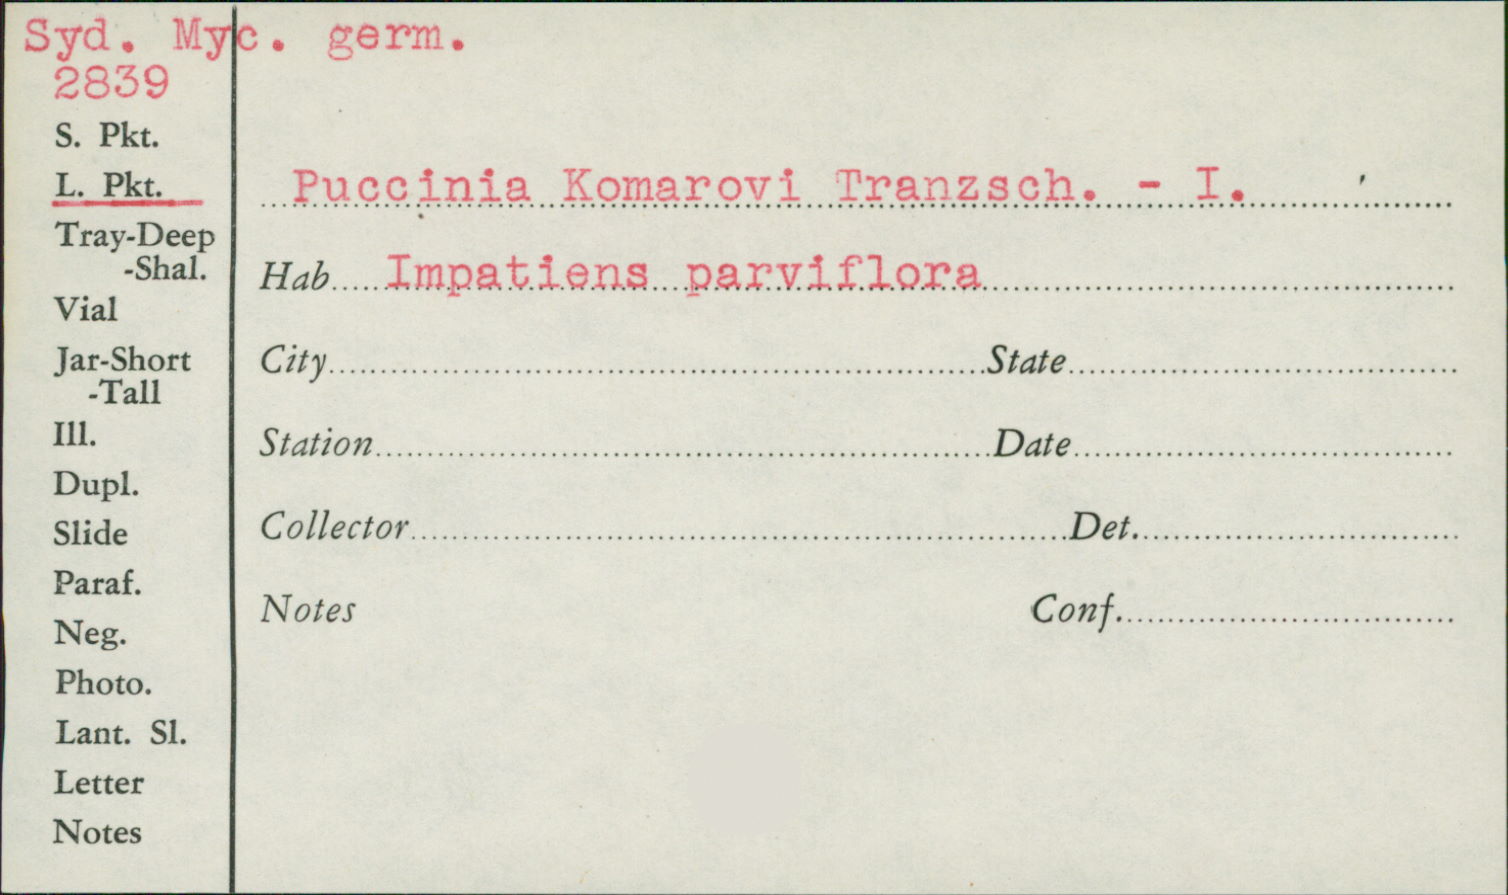 Syd. Myc. germ.
2839
S. Pkt.
L. Pkt.
Tray-Deep
-Shal.
Vial
Jar-Short
-Tall
Ill.
Dupl.
Slide
Paraf.
Neg.
Photo.
Lant. Sl.
Letter
Notes
Puccinia Komarovi Tranzsch. - I.
Hab Impatiens parviflora
City State
Station Date
Collector Det.
Notes Conf.